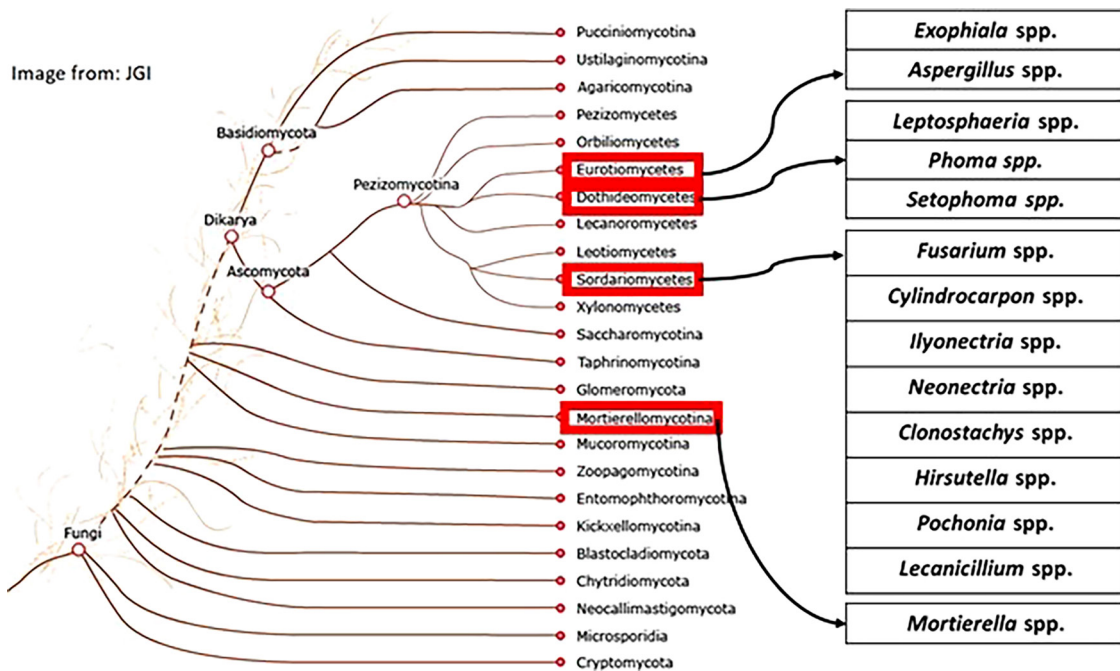 Image from: JGI
Fungi
Dikarya
Basidiomycota
Ascomycota
Pezizomycotina
Pucciniomycotina
Ustilaginomycotina
Agaricomycotina
Pezizomycetes
Orbiliomycetes
Eurotiomycetes
Dothideomycetes
Lecanoromycetes
Leotiomycetes
Sordariomycetes
Xylonomycetes
Saccharomycotina
Taphrinomycotina
Glomeromycota
Mortierellomycotina
Mucoromycotina
Zoopagomycotina
Entomophthoromycotina
Kickxellomycotina
Blastocladiomycota
Chytridiomycota
Neocallimastigomycota
Microsporidia
Cryptomycota
Exophiala spp.
Aspergillus spp.
Leptosphaeria spp.
Phoma spp.
Setophoma spp.
Fusarium spp.
Cylindrocarpon spp.
Ilyonectria spp.
Neonectria spp.
Clonostachys spp.
Hirsutella spp.
Pochonia spp.
Lecanicillium spp.
Mortierella spp.